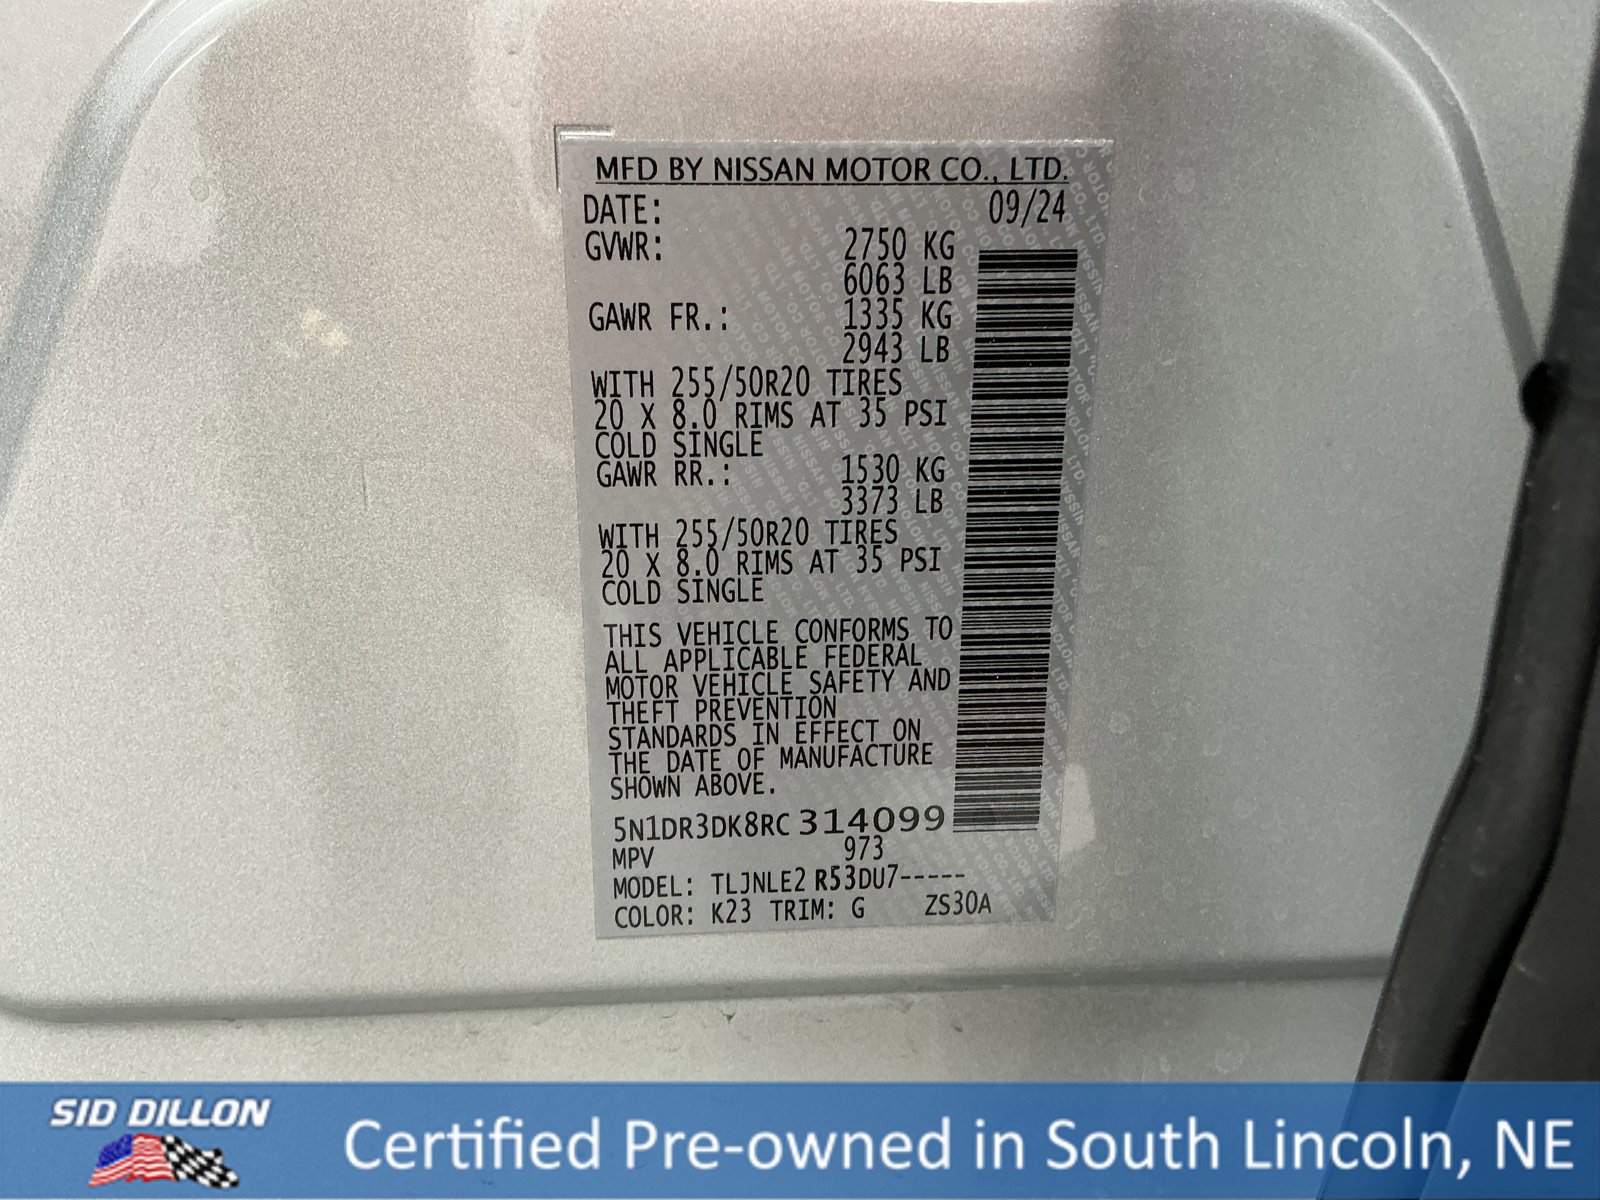 MFD BY NISSAN MOTOR CO., LTD.
DATE: 09/24
GVWR: 2750 KG
6063 LB
GAWR FR.: 1335 KG
2943 LB
WITH 255/50R20 TIRES
20 X 8.0 RIMS AT 35 PSI
COLD SINGLE
GAWR RR.: 1530 KG
3373 LB
WITH 255/50R20 TIRES
20 X 8.0 RIMS AT 35 PSI
COLD SINGLE
THIS VEHICLE CONFORMS TO
ALL APPLICABLE FEDERAL
MOTOR VEHICLE SAFETY AND
THEFT PREVENTION
STANDARDS IN EFFECT ON
THE DATE OF MANUFACTURE
SHOWN ABOVE.
5N1DR3DK8RC 314099
MPV 973
MODEL: TLJNLE2 R53DU7-----
COLOR: K23 TRIM: G ZS30A
SID DILLON
Certified Pre-owned in South Lincoln, NE